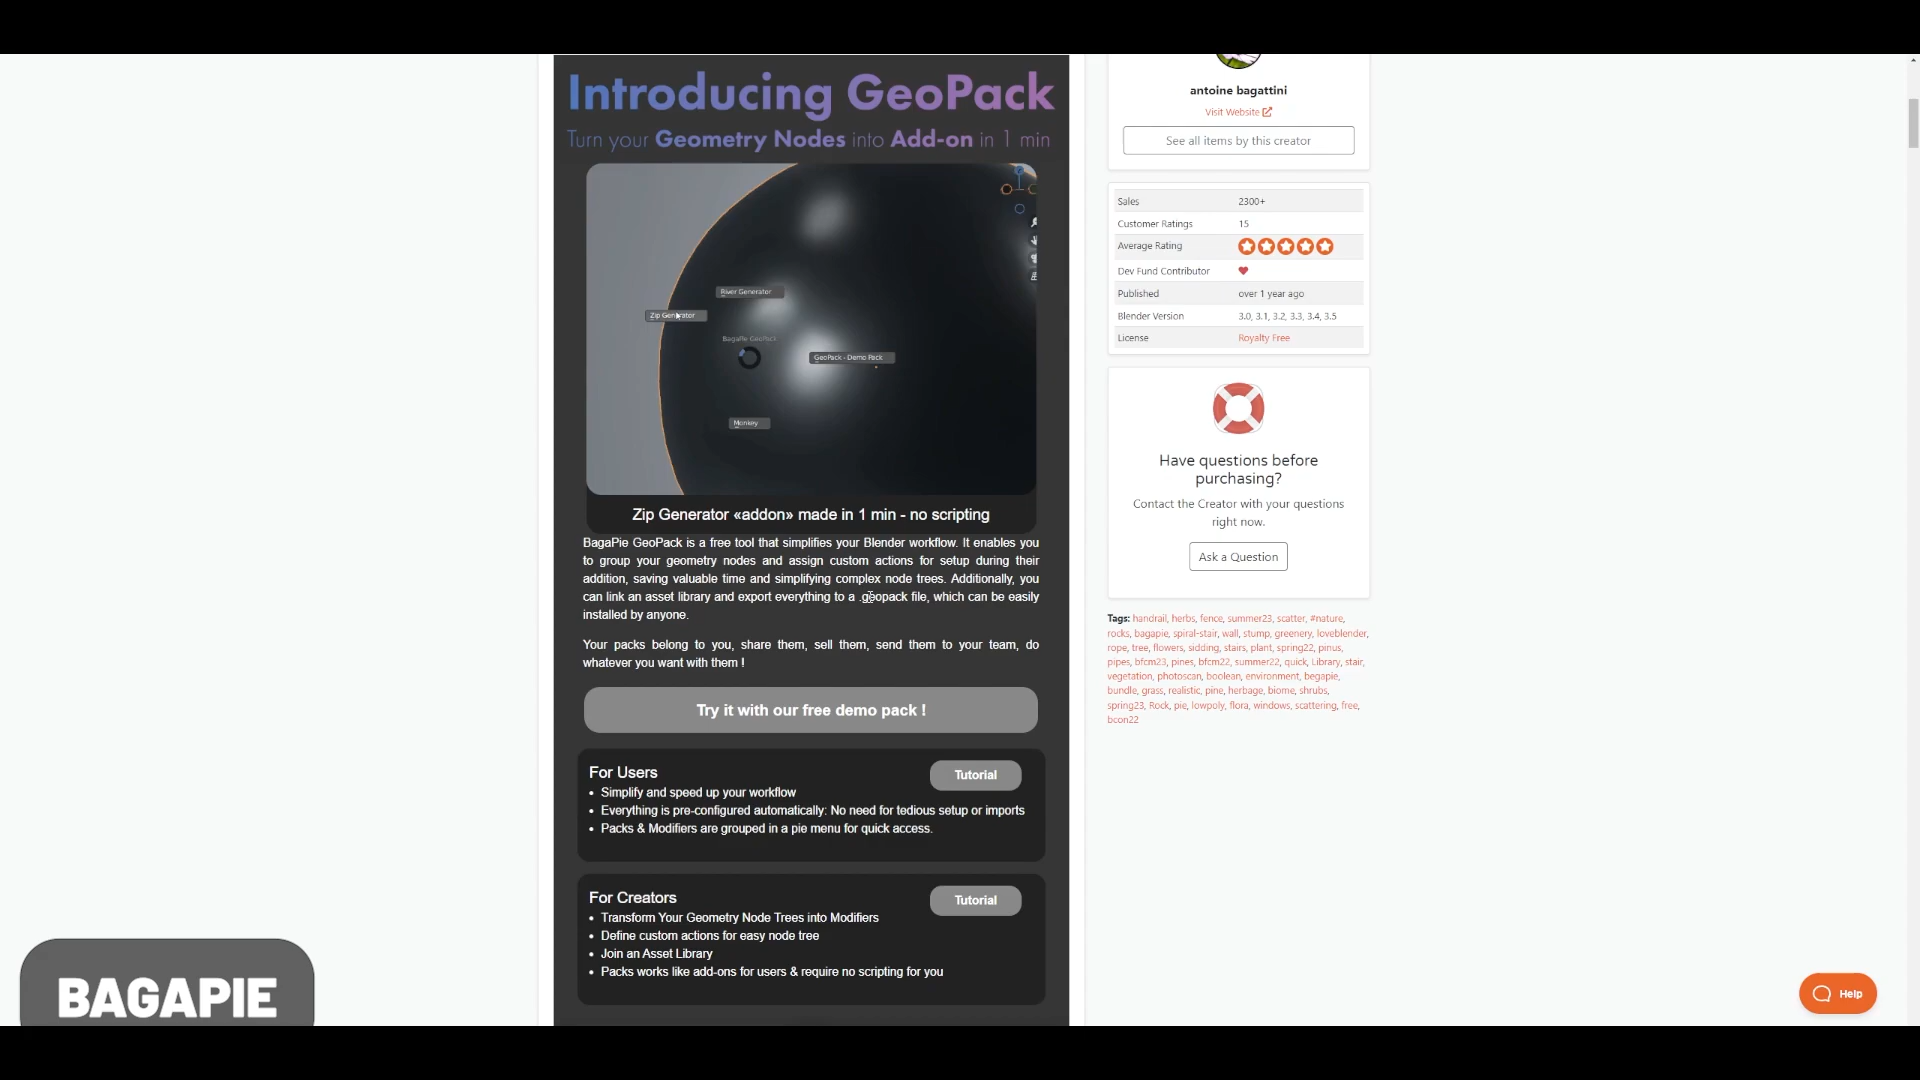 Introducing GeoPack
Turn your Geometry Nodes into Add-on in 1 min
River Generator
Zip Generator
BagaPie GeoPack
GeoPack - Demo Pack
Monkey
Zip Generator «addon» made in 1 min - no scripting
BagaPie GeoPack is a free tool that simplifies your Blender workflow. It enables you
to group your geometry nodes and assign custom actions for setup during their
addition, saving valuable time and simplifying complex node trees. Additionally, you
can link an asset library and export everything to a .geopack file, which can be easily
installed by anyone.
Your packs belong to you, share them, sell them, send them to your team, do
whatever you want with them !
Try it with our free demo pack !
For Users
Tutorial
• Simplify and speed up your workflow
• Everything is pre-configured automatically: No need for tedious setup or imports
• Packs & Modifiers are grouped in a pie menu for quick access.
For Creators
Tutorial
• Transform Your Geometry Node Trees into Modifiers
• Define custom actions for easy node tree
• Join an Asset Library
• Packs works like add-ons for users & require no scripting for you
antoine bagattini
Visit Website
See all items by this creator
Sales 2300+
Customer Ratings 15
Average Rating
Dev Fund Contributor
Published over 1 year ago
Blender Version 3.0, 3.1, 3.2, 3.3, 3.4, 3.5
License Royalty Free
Have questions before
purchasing?
Contact the Creator with your questions
right now.
Ask a Question
Tags: handrail, herbs, fence, summer23, scatter, #nature,
rocks, bagapie, spiral-stair, wall, stump, greenery, loveblender,
rope, tree, flowers, sidding, stairs, plant, spring22, pinus,
pipes, bfcm23, pines, bfcm22, summer22, quick, Library, stair,
vegetation, photoscan, boolean, environment, begapie,
bundle, grass, realistic, pine, herbage, biome, shrubs,
spring23, Rock, pie, lowpoly, flora, windows, scattering, free,
bcon22
BAGAPIE
Help